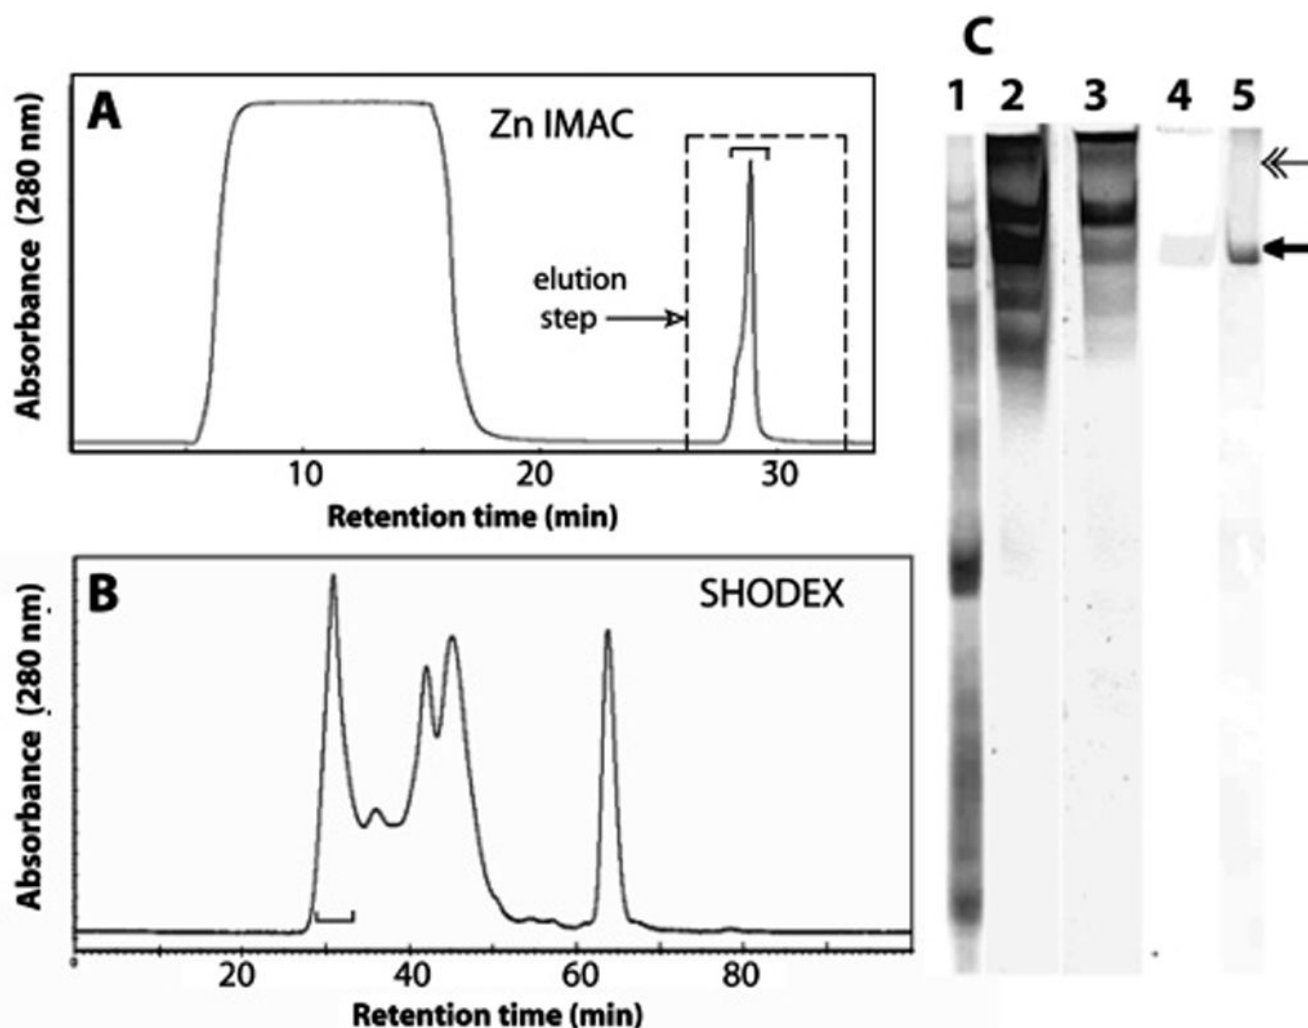 A
Zn IMAC
elution
step
Absorbance (280 nm)
10 20 30
Retention time (min)
B
SHODEX
Absorbance (280 nm)
0 20 40 60 80
Retention time (min)
C
1 2 3 4 5